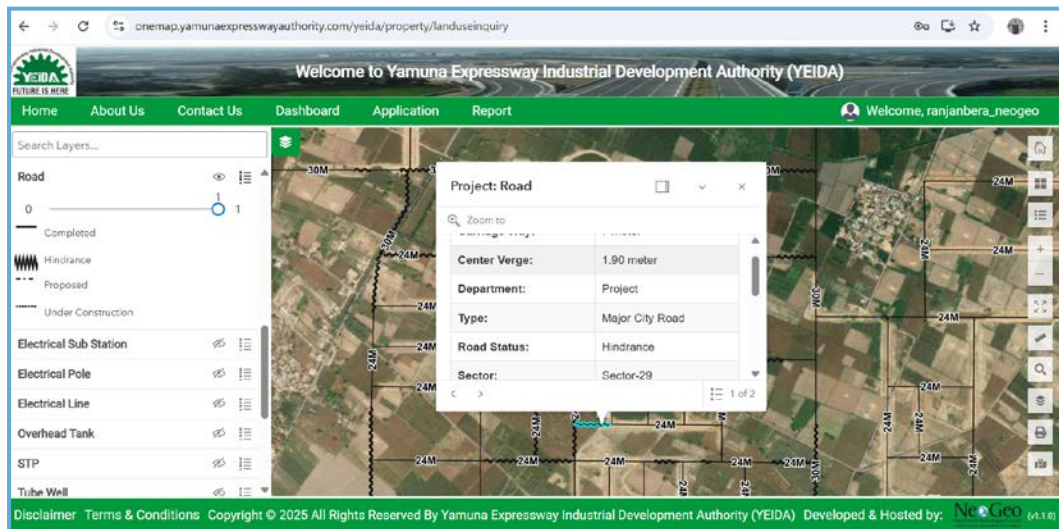 onemap.yamunaexpresswayauthority.com/yeida/property/landuseinquiry
YEIDA
FUTURE IS HERE
Welcome to Yamuna Expressway Industrial Development Authority (YEIDA)
Home About Us Contact Us Dashboard Application Report Welcome, ranjanbera_neogeo
Search Layers...
Road
1
0 1
Completed
Hindrance
Proposed
Under Construction
Electrical Sub Station
Electrical Pole
Electrical Line
Overhead Tank
STP
Tube Well
Project: Road
Zoom to
Center Verge: 1.90 meter
Department: Project
Type: Major City Road
Road Status: Hindrance
Sector: Sector-29
1 of 2
30M
30M
24M
24M
24M
24M
24M
24M
24M
24M
24M
30M
24M
24M
24M
24M
24M
24M
24M
24M
30M
24M
24M
24M
24M
Disclaimer Terms & Conditions Copyright © 2025 All Rights Reserved By Yamuna Expressway Industrial Development Authority (YEIDA) Developed & Hosted by: NeoGeo (v1.1.0)